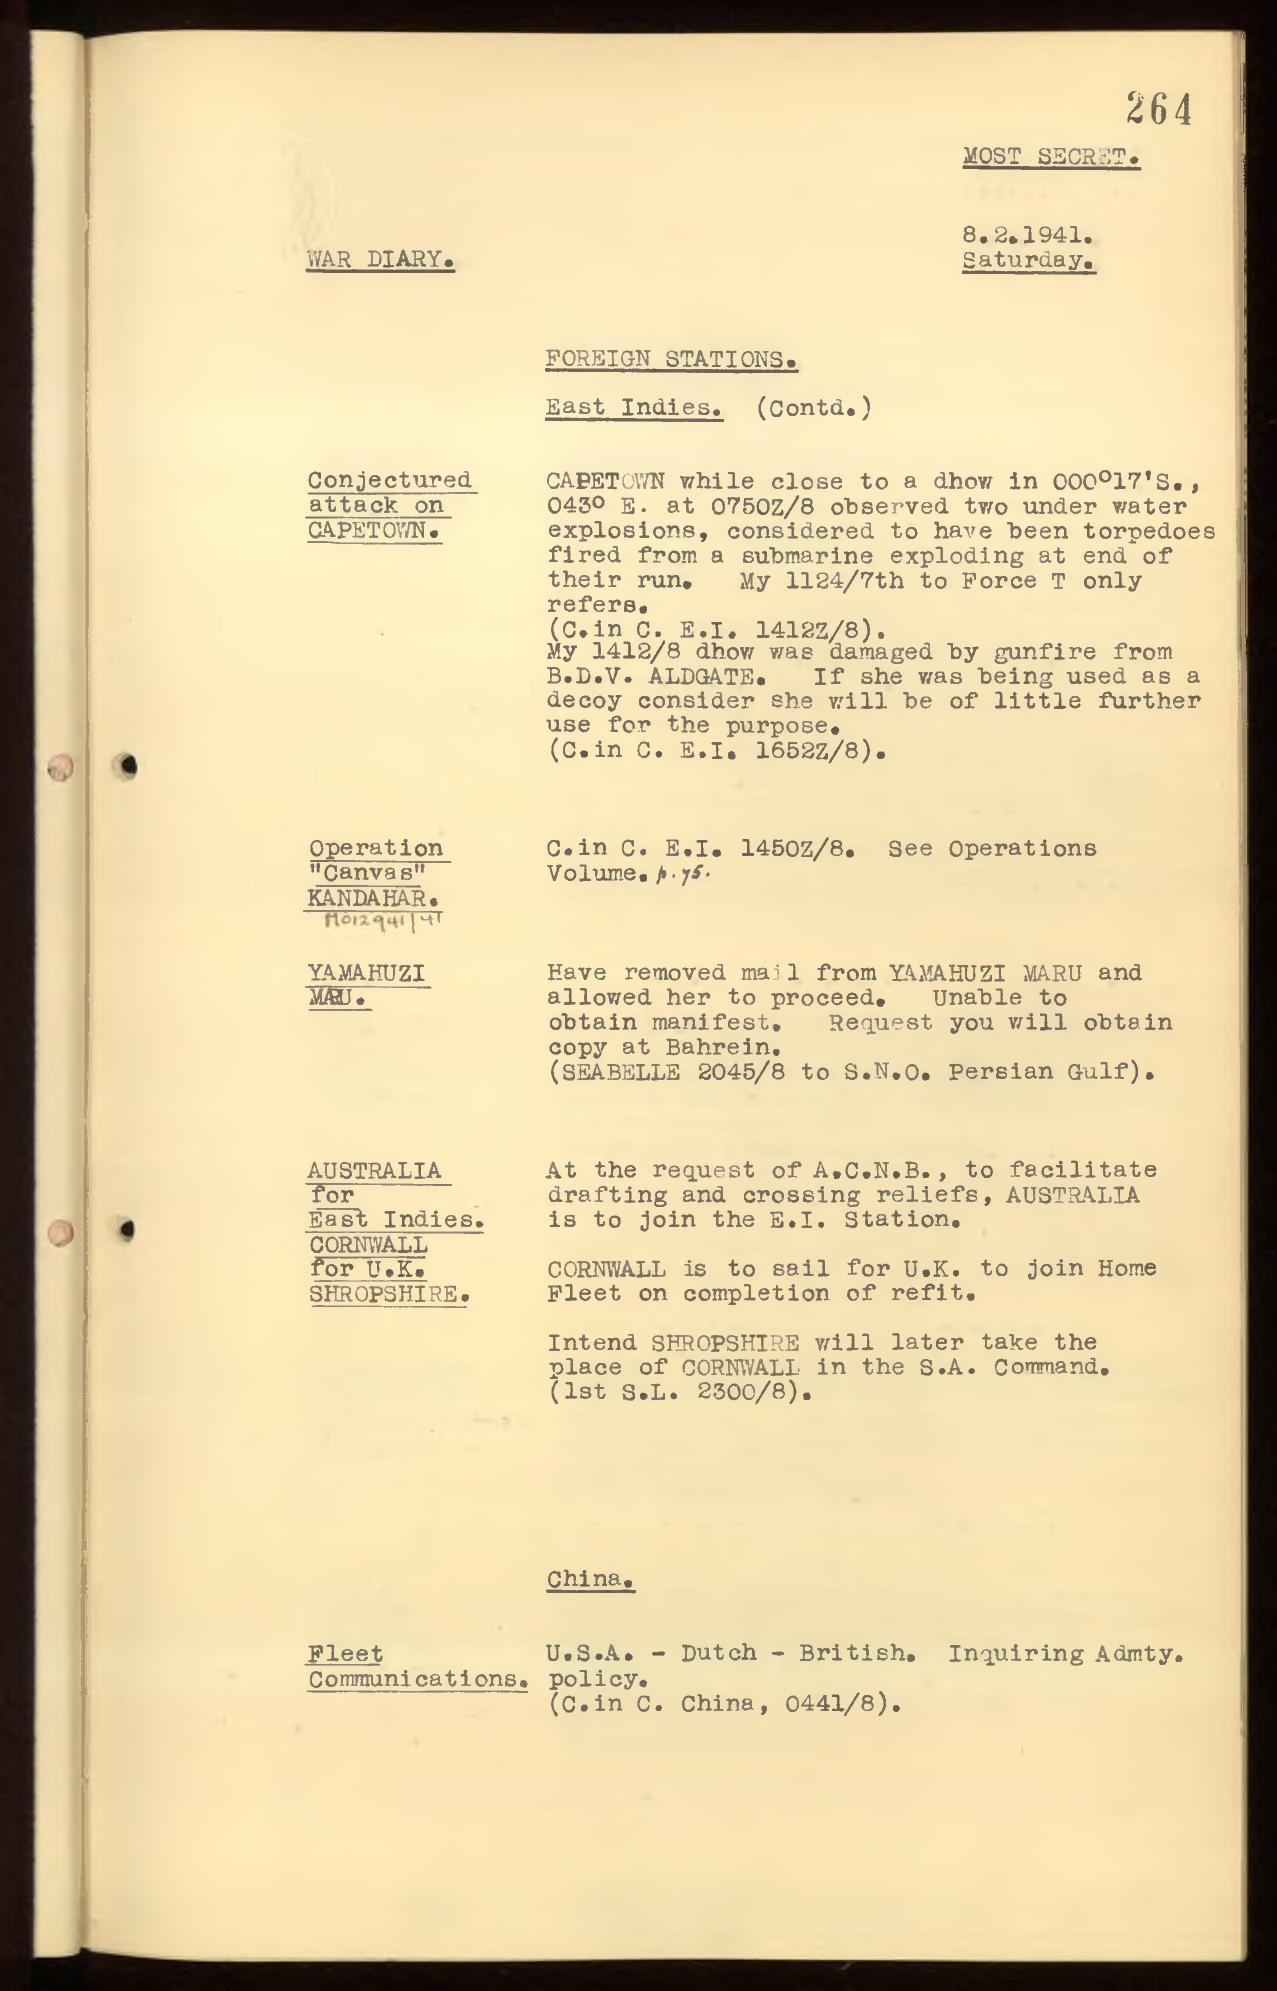 264
MOST SECRET.
8.2.1941.
WAR DIARY.
Saturday.
FOREIGN STATIONS.
East Indies. (Contd.)
Conjectured
attack on
CAPETOWN.
CAPETOWN while close to a dhow in 000°17'S.,
043° E. at 0750Z/8 observed two under water
explosions, considered to have been torpedoes
fired from a submarine exploding at end of
their run. My 1124/7th to Force T only
refers.
(C.in C. E.I. 1412Z/8).
My 1412/8 dhow was damaged by gunfire from
B.D.V. ALDGATE. If she was being used as a
decoy consider she will be of little further
use for the purpose.
(C.in C. E.I. 1652Z/8).
Operation
"Canvas"
KANDAHAR.
M012941/41
C.in C. E.I. 1450Z/8. See Operations
Volume. p.75.
YAMAHUZI
MARU.
Have removed mail from YAMAHUZI MARU and
allowed her to proceed. Unable to
obtain manifest. Request you will obtain
copy at Bahrein.
(SEABELLE 2045/8 to S.N.O. Persian Gulf).
AUSTRALIA
for
East Indies.
CORNWALL
for U.K.
SHROPSHIRE.
At the request of A.C.N.B., to facilitate
drafting and crossing reliefs, AUSTRALIA
is to join the E.I. Station.
CORNWALL is to sail for U.K. to join Home
Fleet on completion of refit.
Intend SHROPSHIRE will later take the
place of CORNWALL in the S.A. Command.
(1st S.L. 2300/8).
China.
Fleet
Communications.
U.S.A. - Dutch - British. Inquiring Admty.
policy.
(C.in C. China, 0441/8).